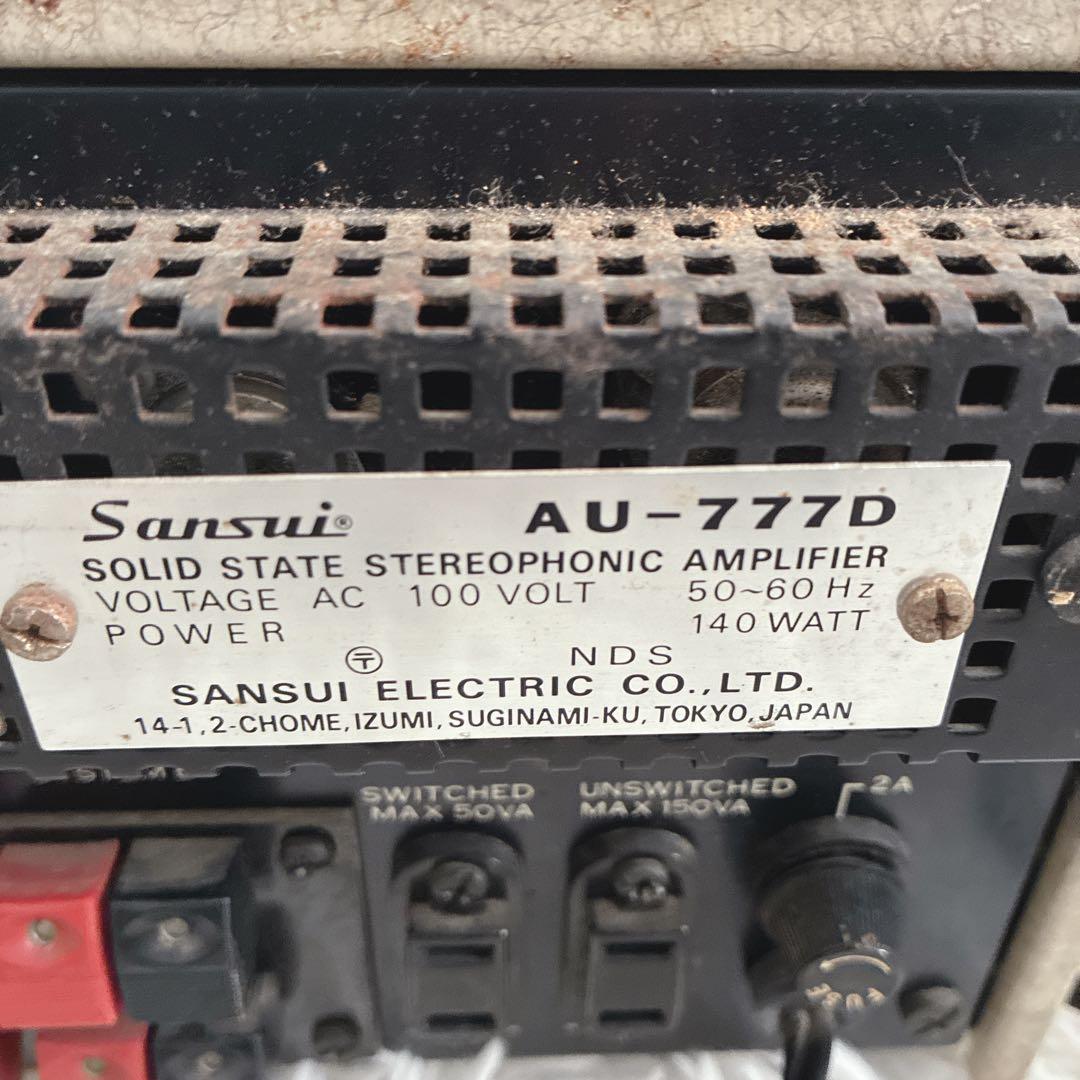 Sansui® AU-777D
SOLID STATE STEREOPHONIC AMPLIFIER
VOLTAGE AC 100 VOLT 50~60 Hz
POWER 140 WATT
〒 NDS
SANSUI ELECTRIC CO.,LTD.
14-1,2-CHOME,IZUMI,SUGINAMI-KU,TOKYO,JAPAN
SWITCHED
MAX 50VA
UNSWITCHED
MAX 150VA
2A
FUSE